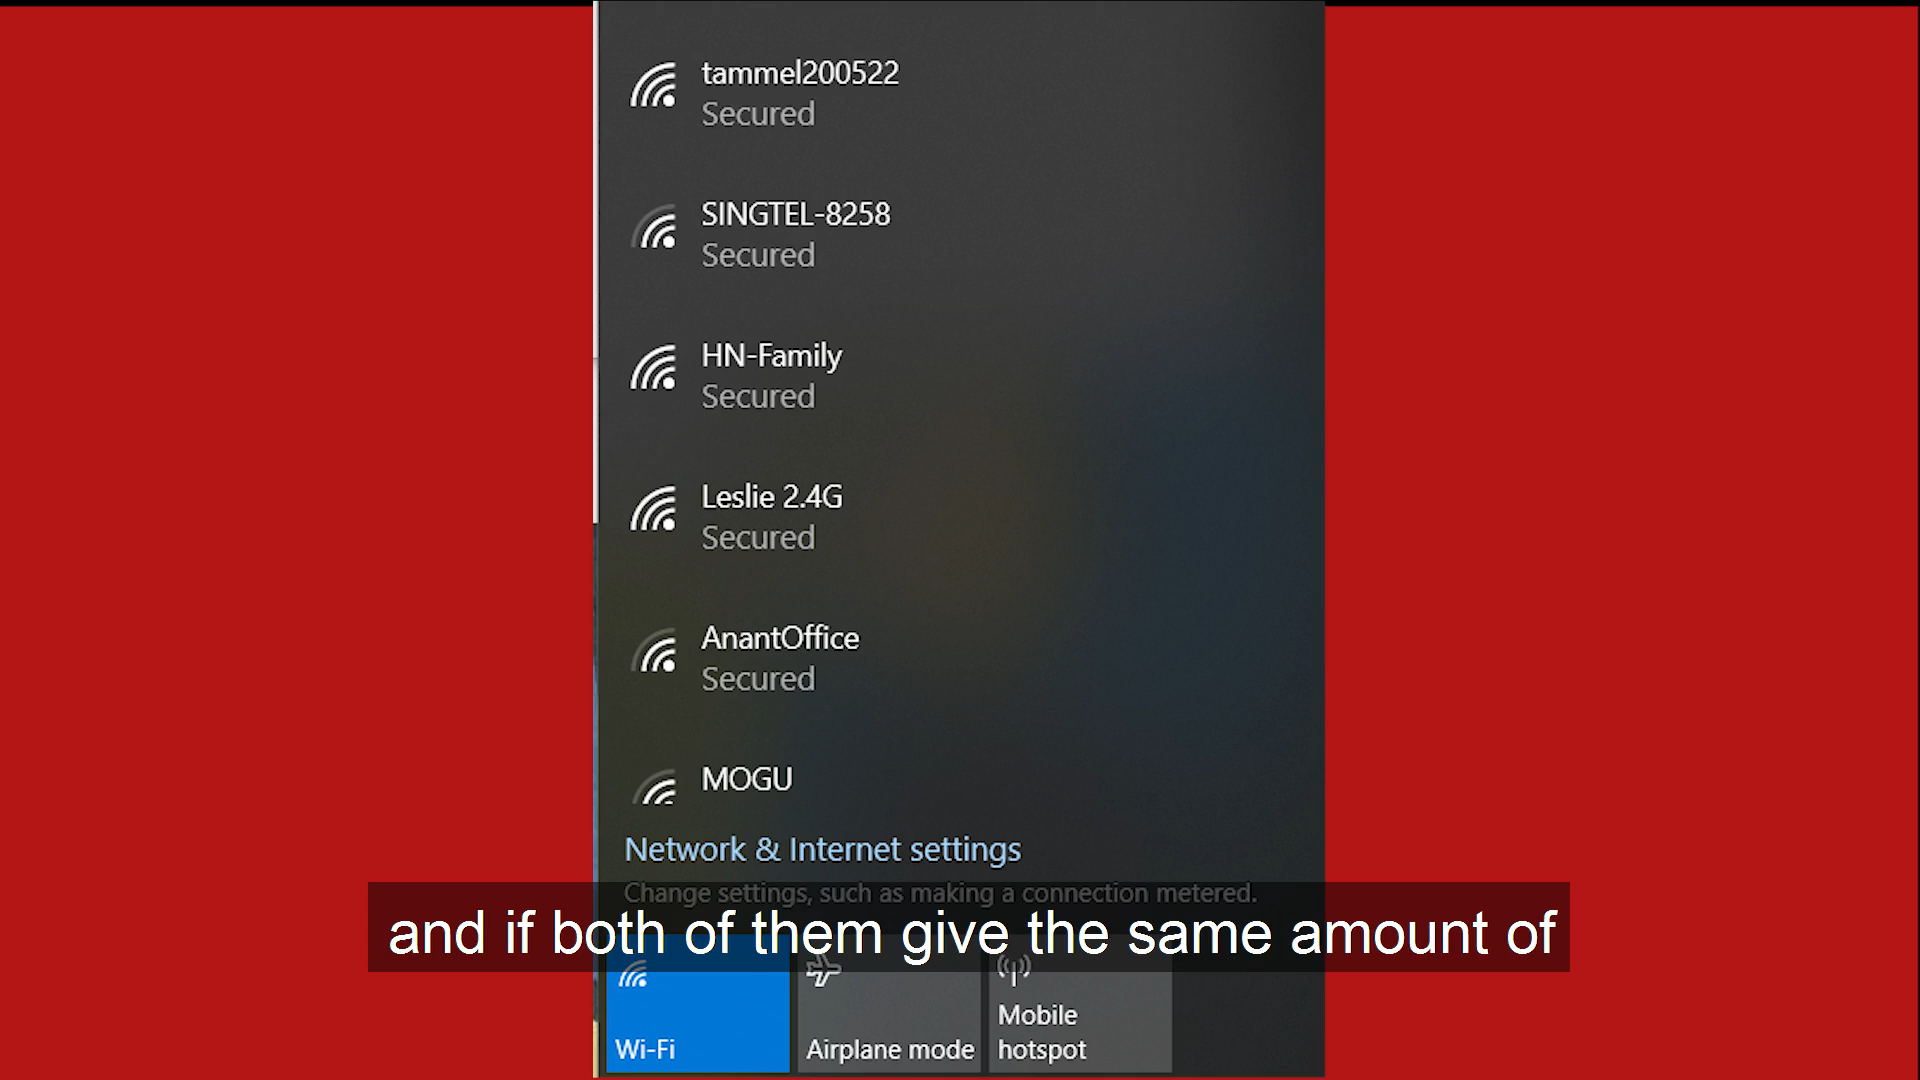 tammel200522
Secured
SINGTEL-8258
Secured
HN-Family
Secured
Leslie 2.4G
Secured
AnantOffice
Secured
MOGU
Network & Internet settings
Change settings, such as making a connection metered.
and if both of them give the same amount of
Wi-Fi
Airplane mode
Mobile
hotspot